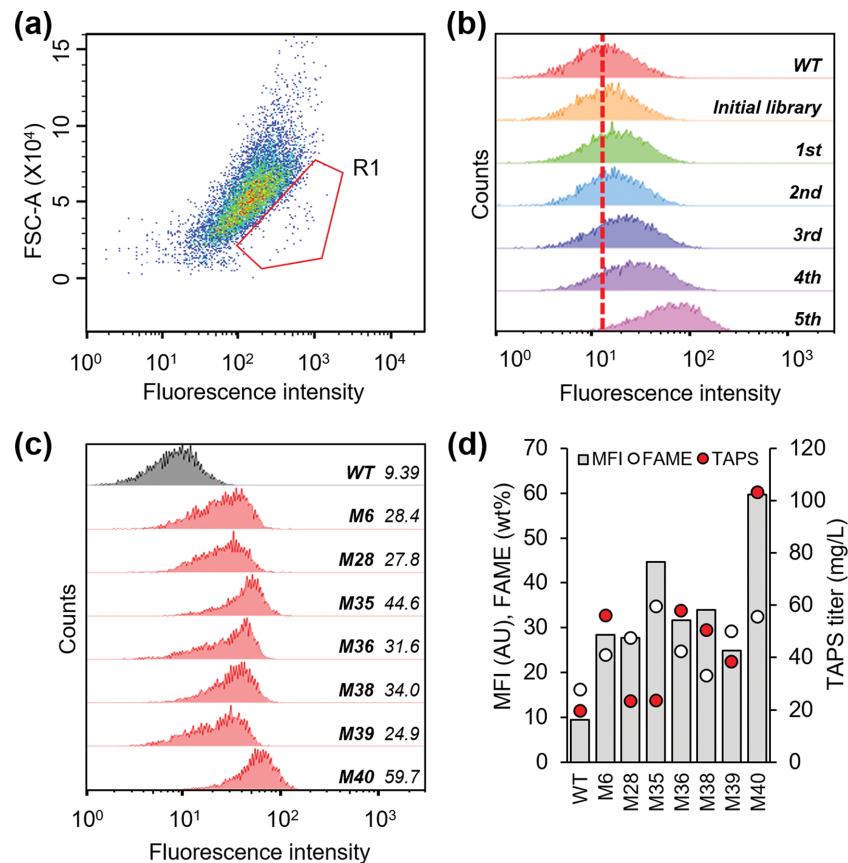 (a)
FSC-A (X10⁴)
15
10
5
0
R1
10⁰ 10¹ 10² 10³ 10⁴
Fluorescence intensity
(b)
Counts
WT
Initial library
1st
2nd
3rd
4th
5th
10⁰ 10¹ 10² 10³
Fluorescence intensity
(c)
Counts
WT 9.39
M6 28.4
M28 27.8
M35 44.6
M36 31.6
M38 34.0
M39 24.9
M40 59.7
10⁰ 10¹ 10² 10³
Fluorescence intensity
(d)
MFI (AU), FAME (wt%)
70
60
50
40
30
20
10
0
MFI FAME TAPS
120
100
80
60
40
20
0
TAPS titer (mg/L)
WT M6 M28 M35 M36 M38 M39 M40